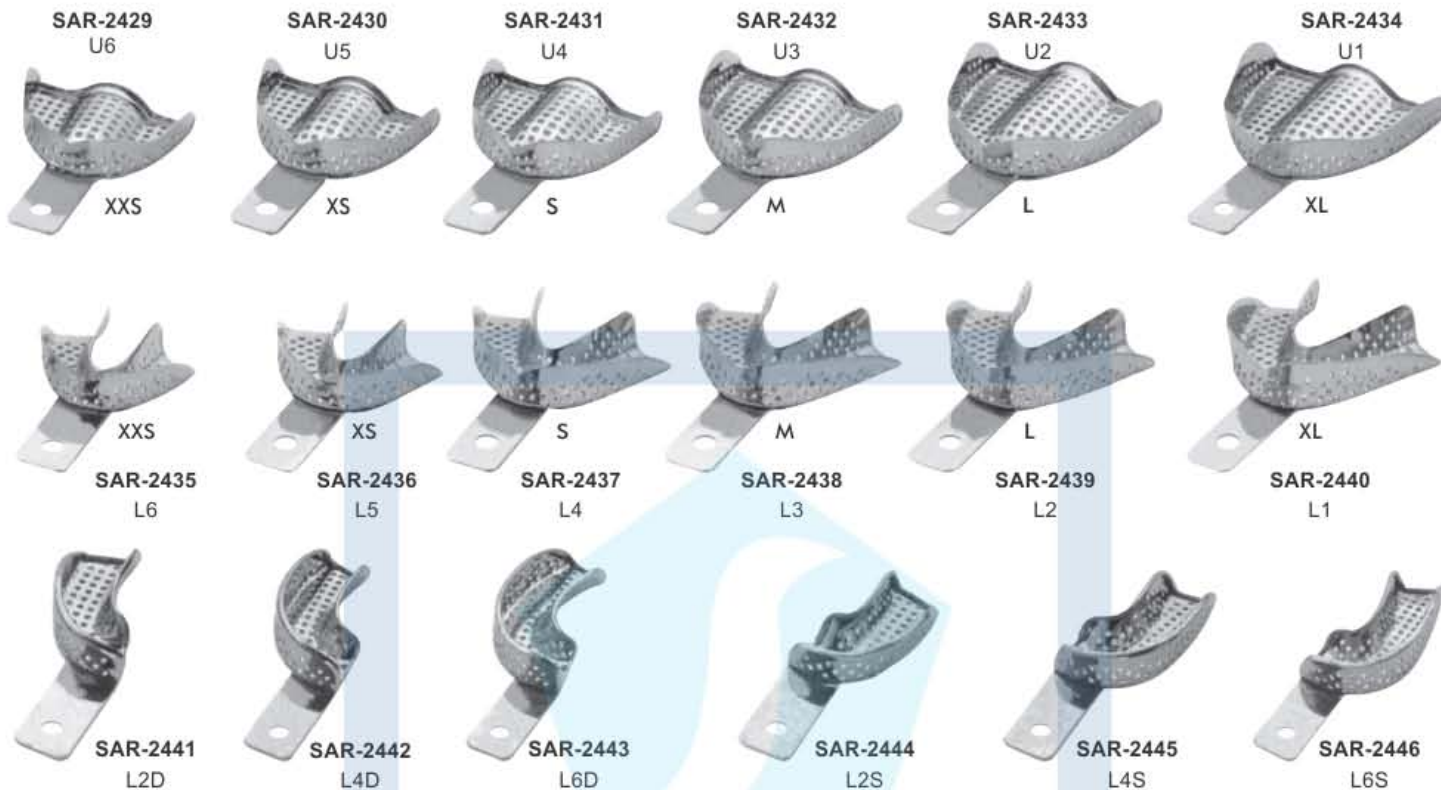 SAR-2429 SAR-2430 SAR-2431 SAR-2432 SAR-2433 SAR-2434
U6 U5 U4 U3 U2 U1
XXS XS S M L XL
XXS XS S M L XL
SAR-2435 SAR-2436 SAR-2437 SAR-2438 SAR-2439 SAR-2440
L6 L5 L4 L3 L2 L1
SAR-2441 SAR-2442 SAR-2443 SAR-2444 SAR-2445 SAR-2446
L2D L4D L6D L2S L4S L6S